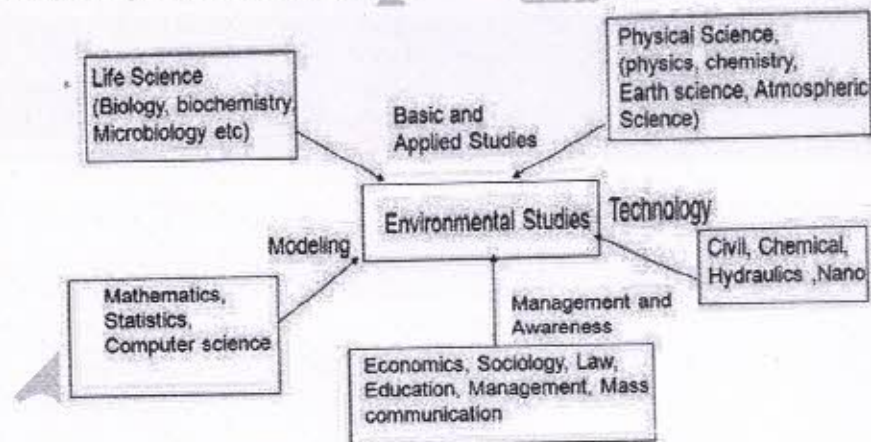 Life Science
(Biology, biochemistry,
Microbiology etc)
Physical Science,
(physics, chemistry,
Earth science, Atmospheric
Science)
Basic and
Applied Studies
Environmental Studies
Technology
Modeling
Civil, Chemical,
Hydraulics ,Nano
Mathematics,
Statistics,
Computer science
Management and
Awareness
Economics, Sociology, Law,
Education, Management, Mass
communication